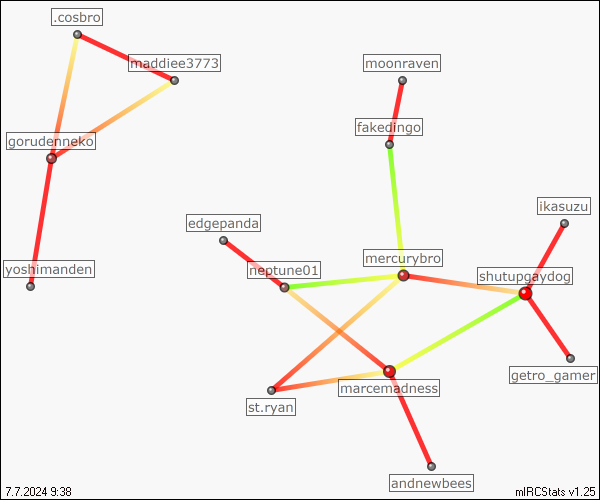 .cosbro
maddiee3773
moonraven
fakedingo
gorudenneko
ikasuzu
edgepanda
mercurybro
neptune01
yoshimanden
shutupgaydog
getro_gamer
marcemadness
st.ryan
andnewbees
7.7.2024 9:38
mIRCStats v1.25